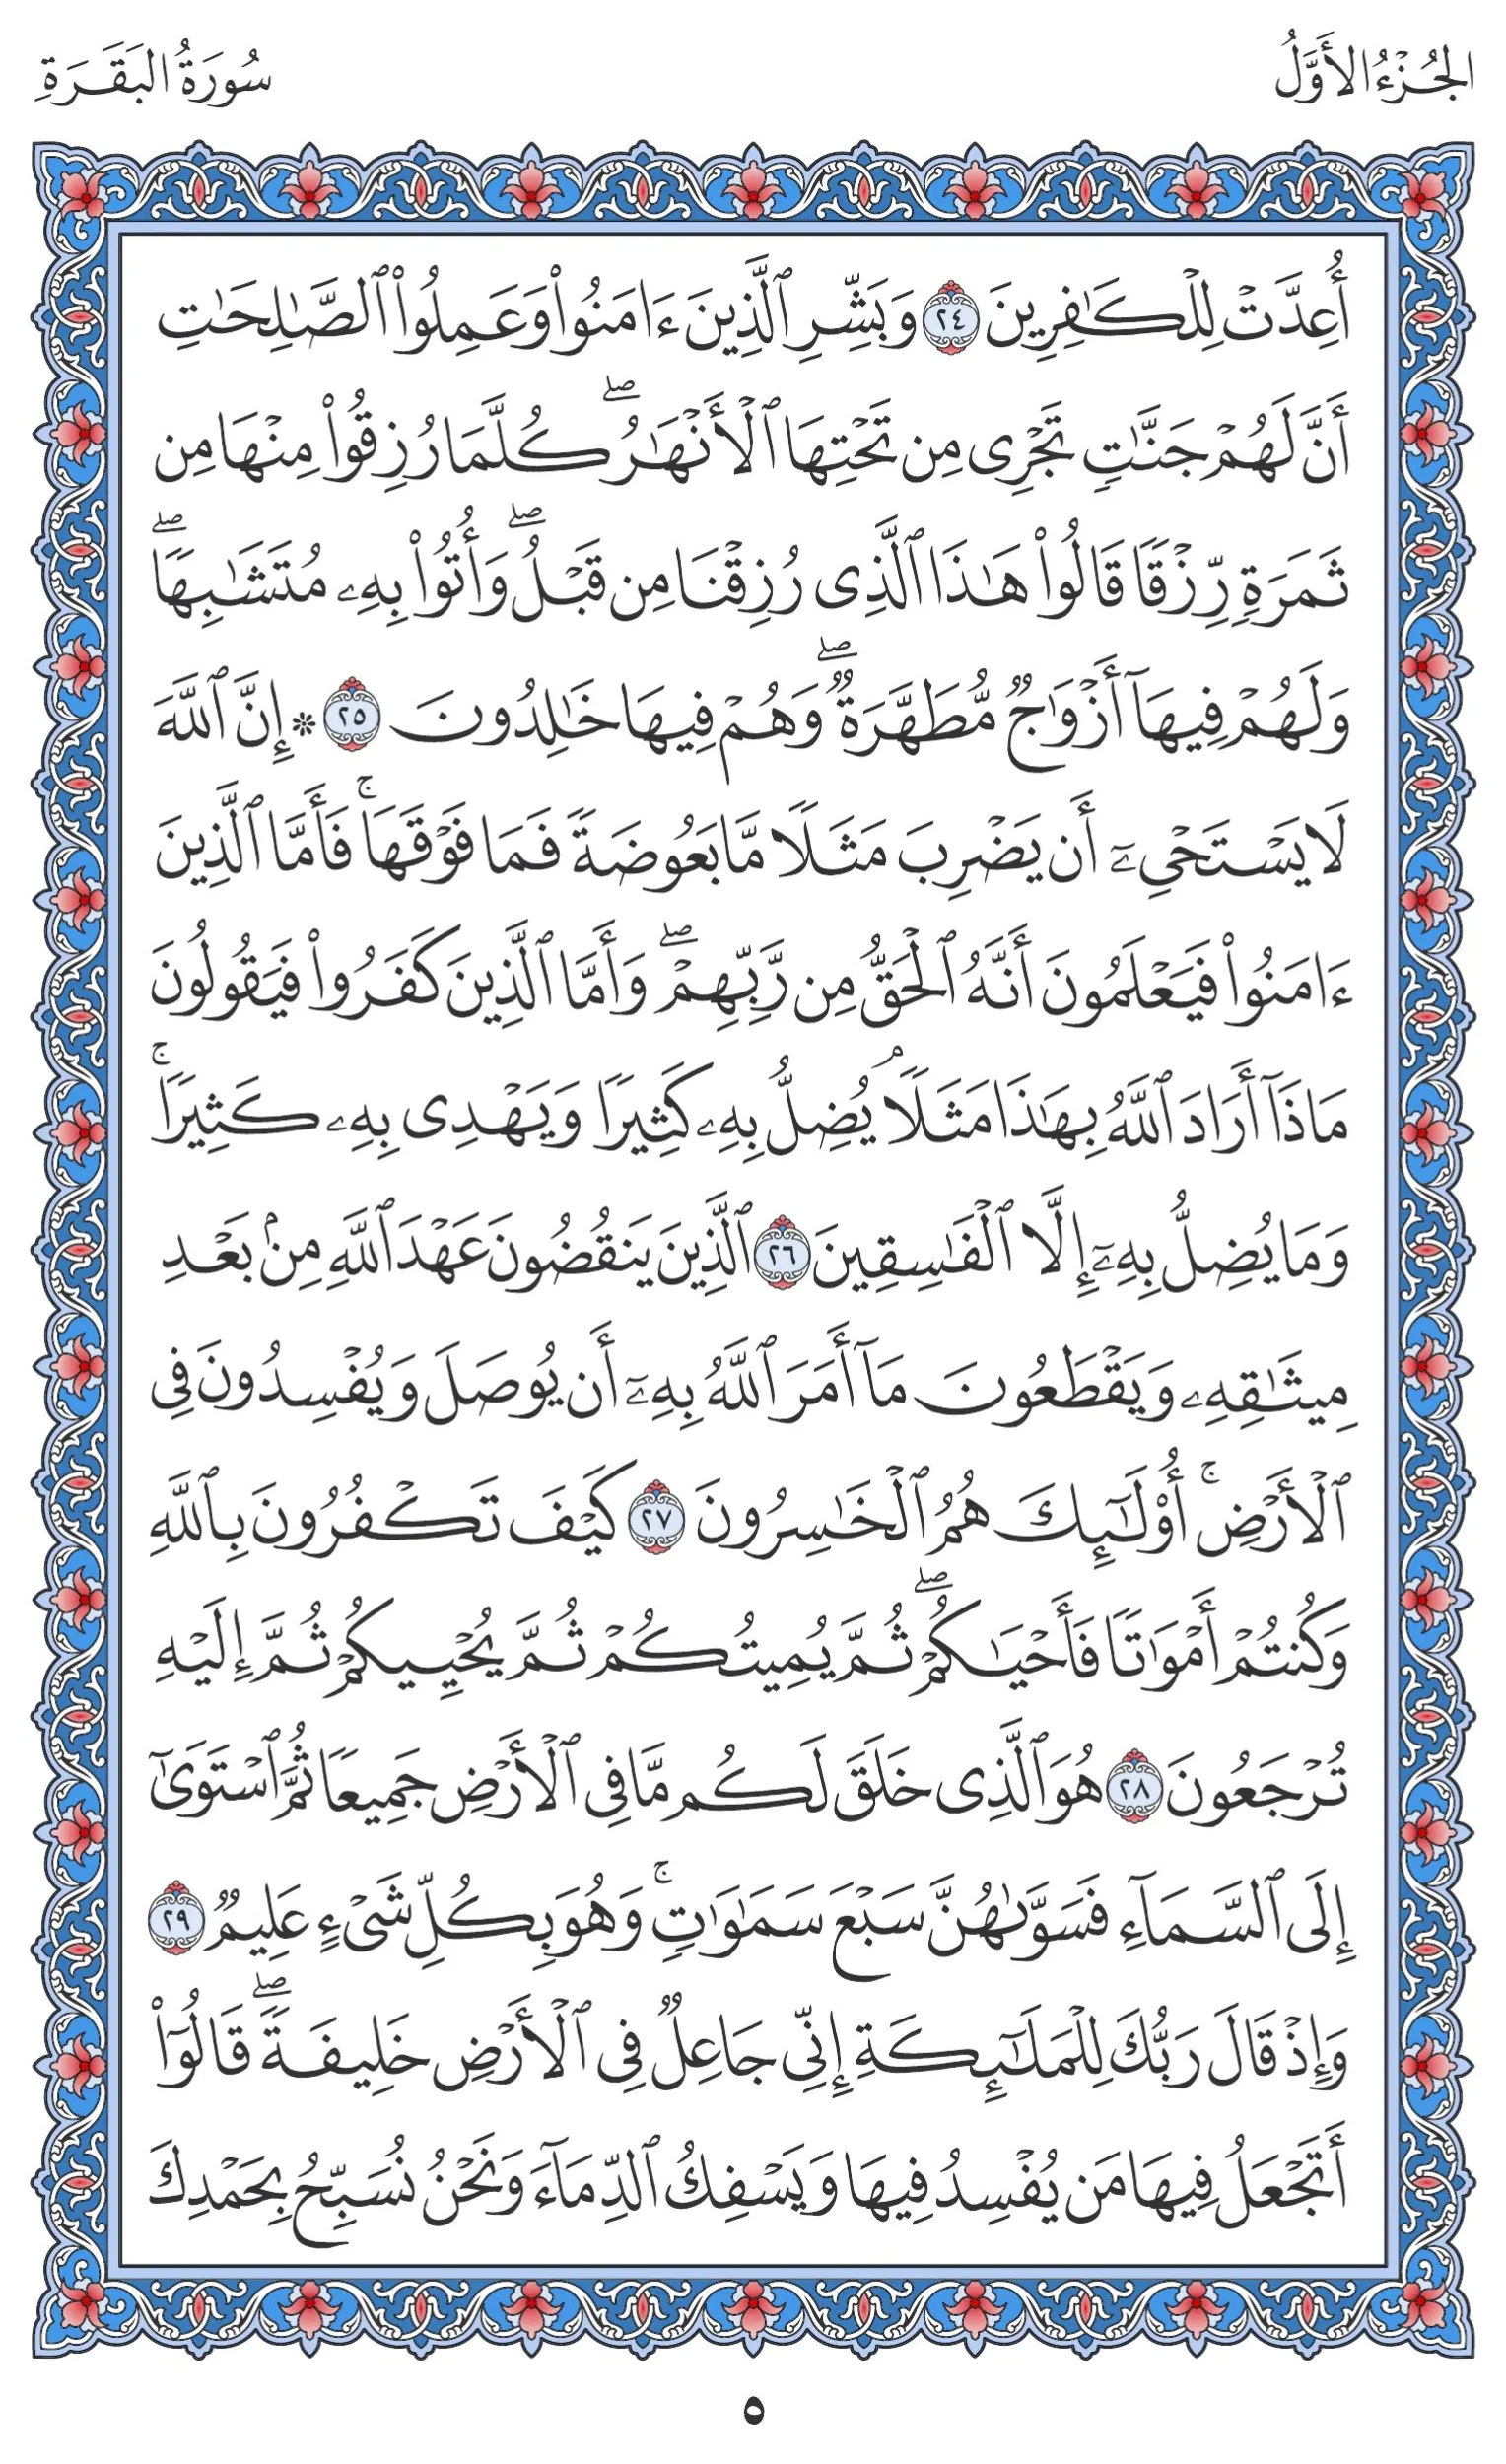 الجُزْءُ الأَوَّلُ
سُورَةُ البَقَرَةِ
أُعِدَّتْ لِلْكَٰفِرِينَ ٢٤ وَبَشِّرِ ٱلَّذِينَ ءَامَنُوا۟ وَعَمِلُوا۟ ٱلصَّٰلِحَٰتِ
أَنَّ لَهُمْ جَنَّٰتٍ تَجْرِى مِن تَحْتِهَا ٱلْأَنْهَٰرُ ۖ كُلَّمَا رُزِقُوا۟ مِنْهَا مِن
ثَمَرَةٍ رِّزْقًا قَالُوا۟ هَٰذَا ٱلَّذِى رُزِقْنَا مِن قَبْلُ ۖ وَأُتُوا۟ بِهِۦ مُتَشَٰبِهًا ۖ
وَلَهُمْ فِيهَآ أَزْوَٰجٌ مُّطَهَّرَةٌ ۖ وَهُمْ فِيهَا خَٰلِدُونَ ٢٥ * إِنَّ ٱللَّهَ
لَا يَسْتَحْىِۦٓ أَن يَضْرِبَ مَثَلًا مَّا بَعُوضَةً فَمَا فَوْقَهَا ۚ فَأَمَّا ٱلَّذِينَ
ءَامَنُوا۟ فَيَعْلَمُونَ أَنَّهُ ٱلْحَقُّ مِن رَّبِّهِمْ ۖ وَأَمَّا ٱلَّذِينَ كَفَرُوا۟ فَيَقُولُونَ
مَاذَآ أَرَادَ ٱللَّهُ بِهَٰذَا مَثَلًا ۘ يُضِلُّ بِهِۦ كَثِيرًا وَيَهْدِى بِهِۦ كَثِيرًا ۚ
وَمَا يُضِلُّ بِهِۦٓ إِلَّا ٱلْفَٰسِقِينَ ٢٦ ٱلَّذِينَ يَنقُضُونَ عَهْدَ ٱللَّهِ مِنۢ بَعْدِ
مِيثَٰقِهِۦ وَيَقْطَعُونَ مَآ أَمَرَ ٱللَّهُ بِهِۦٓ أَن يُوصَلَ وَيُفْسِدُونَ فِى
ٱلْأَرْضِ ۚ أُو۟لَٰٓئِكَ هُمُ ٱلْخَٰسِرُونَ ٢٧ كَيْفَ تَكْفُرُونَ بِٱللَّهِ
وَكُنتُمْ أَمْوَٰتًا فَأَحْيَٰكُمْ ۖ ثُمَّ يُمِيتُكُمْ ثُمَّ يُحْيِيكُمْ ثُمَّ إِلَيْهِ
تُرْجَعُونَ ٢٨ هُوَ ٱلَّذِى خَلَقَ لَكُم مَّا فِى ٱلْأَرْضِ جَمِيعًا ثُمَّ ٱسْتَوَىٰٓ
إِلَى ٱلسَّمَآءِ فَسَوَّىٰهُنَّ سَبْعَ سَمَٰوَٰتٍ ۚ وَهُوَ بِكُلِّ شَىْءٍ عَلِيمٌ ٢٩
وَإِذْ قَالَ رَبُّكَ لِلْمَلَٰٓئِكَةِ إِنِّى جَاعِلٌ فِى ٱلْأَرْضِ خَلِيفَةً ۖ قَالُوٓا۟
أَتَجْعَلُ فِيهَا مَن يُفْسِدُ فِيهَا وَيَسْفِكُ ٱلدِّمَآءَ وَنَحْنُ نُسَبِّحُ بِحَمْدِكَ
٥